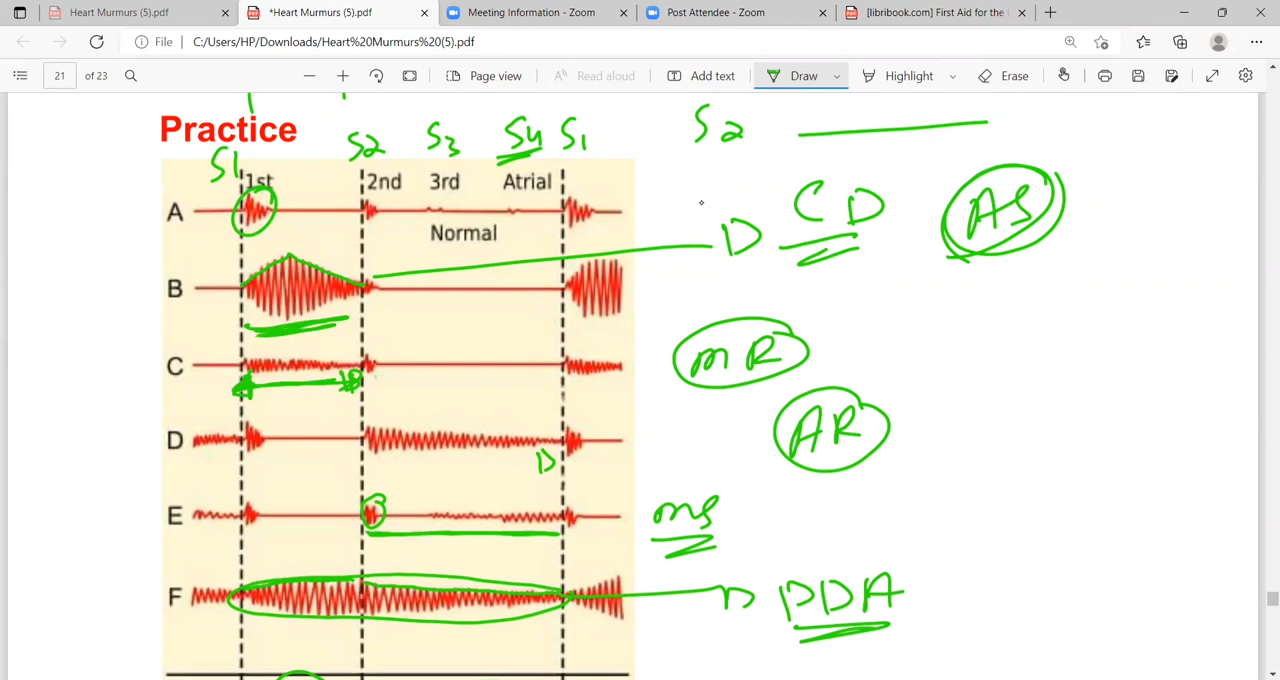 Heart Murmurs (5).pdf
*Heart Murmurs (5).pdf
Meeting Information - Zoom
Post Attendee - Zoom
[libribook.com] First Aid for the
File C:/Users/HP/Downloads/Heart%20Murmurs%20(5).pdf
21 of 23
Page view
Read aloud
Add text
Draw
Highlight
Erase
Practice
S1 S2 S3 S4 S1
S2
1st 2nd 3rd Atrial
A
Normal
CD AS
B
C
MR
D
AR
E
MS
F
PDA